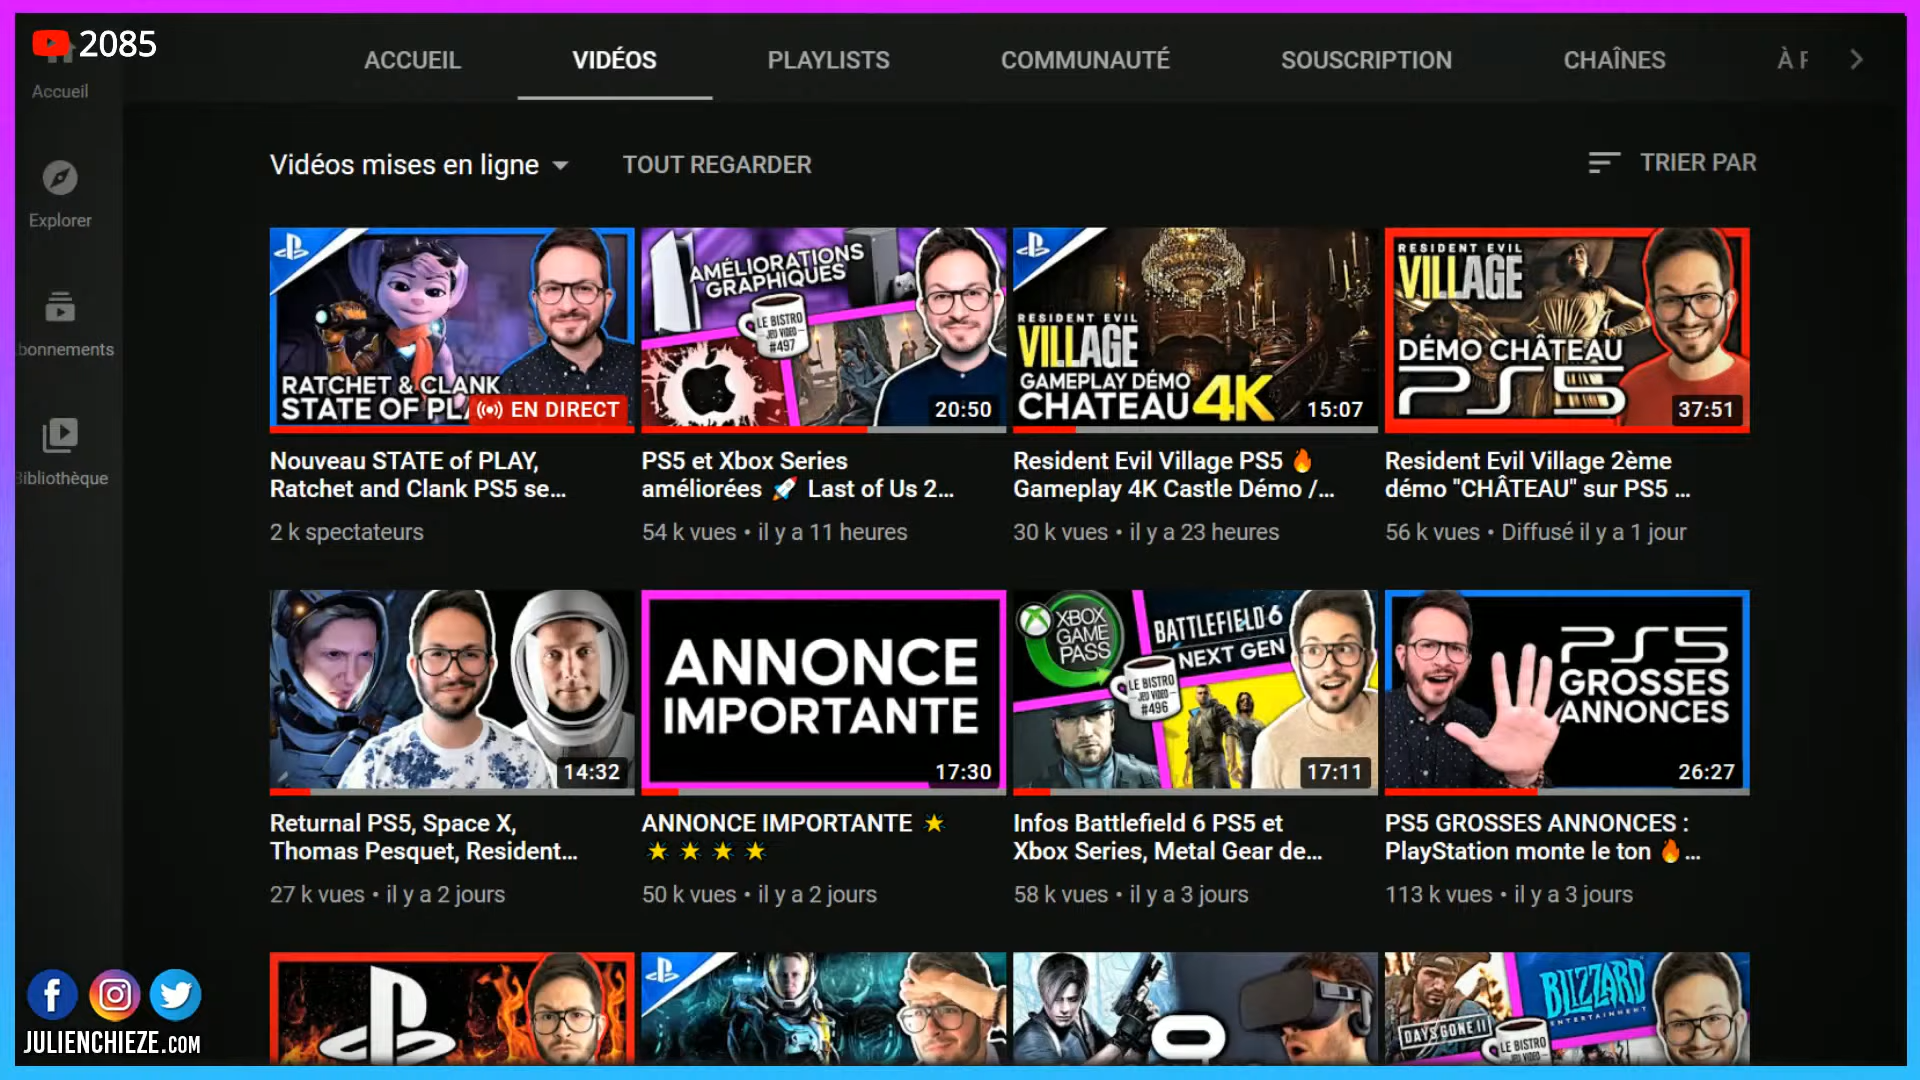 2085
ACCUEIL
VIDÉOS
PLAYLISTS
COMMUNAUTÉ
SOUSCRIPTION
CHAÎNES
À
Accueil
Explorer
bonnements
Bibliothèque
Vidéos mises en ligne
TOUT REGARDER
TRIER PAR
RATCHET & CLANK
STATE OF PLA
EN DIRECT
Nouveau STATE of PLAY,
Ratchet and Clank PS5 se...
2 k spectateurs
AMÉLIORATIONS
GRAPHIQUES
LE BISTRO
JEU VIDEO
#497
20:50
PS5 et Xbox Series
améliorées 🚀 Last of Us 2...
54 k vues • il y a 11 heures
RESIDENT EVIL
VILLAGE
GAMEPLAY DÉMO
CHATEAU 4K
15:07
Resident Evil Village PS5 🔥
Gameplay 4K Castle Démo /...
30 k vues • il y a 23 heures
RESIDENT EVIL
VILLAGE
DÉMO CHÂTEAU
PS5
37:51
Resident Evil Village 2ème
démo "CHÂTEAU" sur PS5 ...
56 k vues • Diffusé il y a 1 jour
14:32
Returnal PS5, Space X,
Thomas Pesquet, Resident...
27 k vues • il y a 2 jours
ANNONCE
IMPORTANTE
17:30
ANNONCE IMPORTANTE 🌟
🌟 🌟 🌟 🌟
50 k vues • il y a 2 jours
XBOX
GAME
PASS
BATTLEFIELD 6
NEXT GEN
LE BISTRO
JEU VIDEO
#496
17:11
Infos Battlefield 6 PS5 et
Xbox Series, Metal Gear de...
58 k vues • il y a 3 jours
PS5
GROSSES
ANNONCES
26:27
PS5 GROSSES ANNONCES :
PlayStation monte le ton 🔥...
113 k vues • il y a 3 jours
DAYS GONE II
BLIZZARD
ENTERTAINMENT
LE BISTRO
JEU VIDEO
JULIENCHIEZE.COM